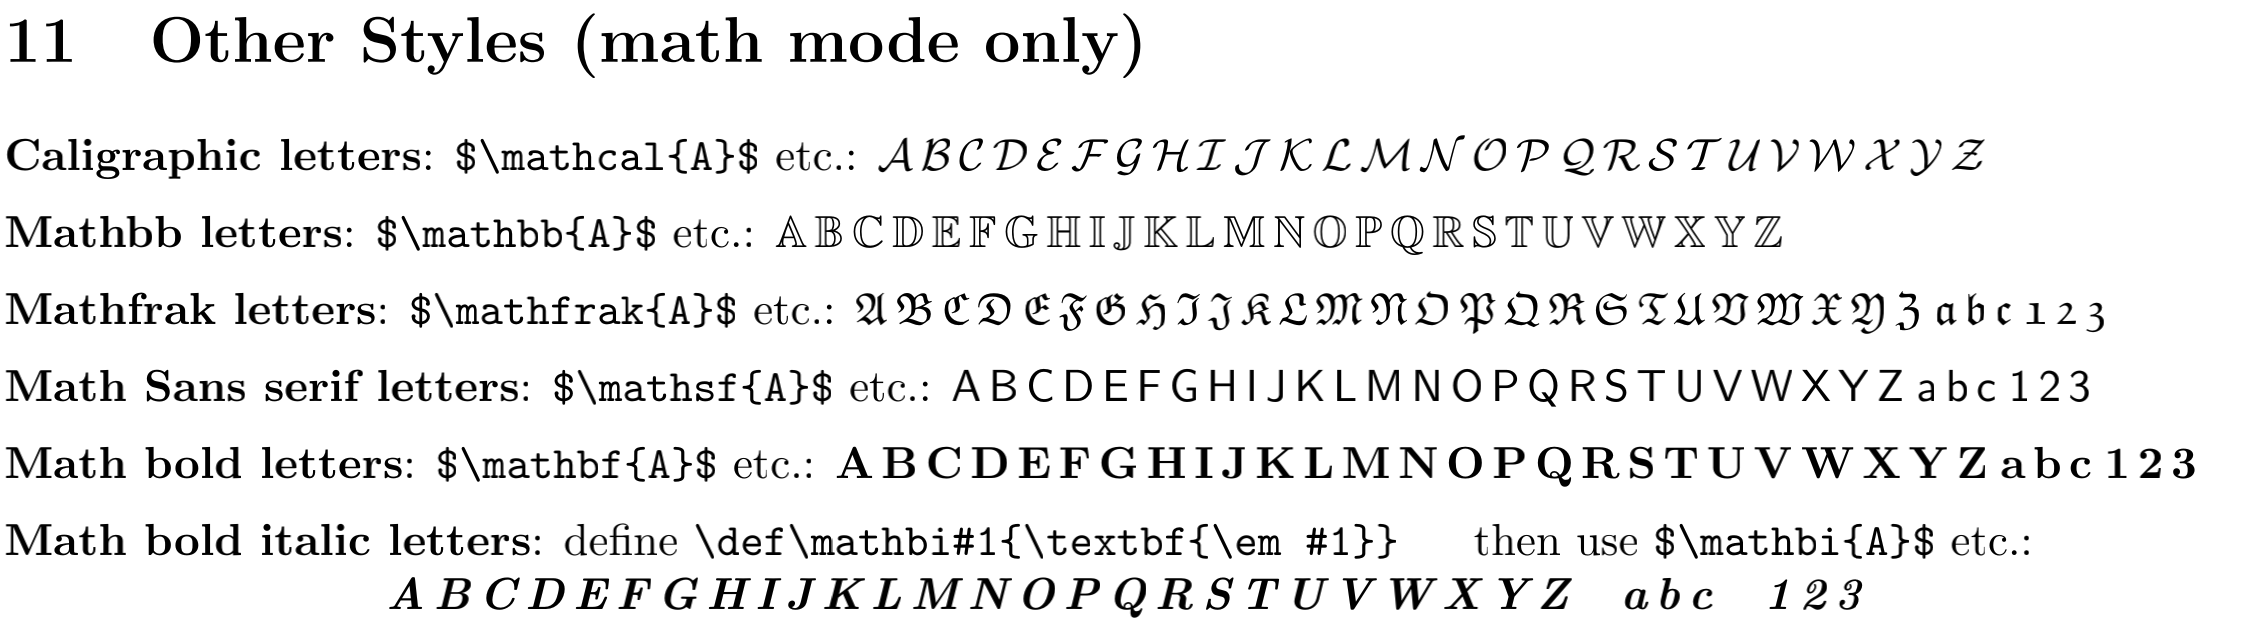 11 Other Styles (math mode only)
Caligraphic letters: $\mathcal{A}$ etc.: 𝒜 ℬ 𝒞 𝒟 ℰ ℱ 𝒢 ℋ ℐ 𝒥 𝒦 ℒ ℳ 𝒩 𝒪 𝒫 𝒬 ℛ 𝒮 𝒯 𝒰 𝒱 𝒲 𝒳 𝒴 𝒵
Mathbb letters: $\mathbb{A}$ etc.: 𝔸 𝔹 ℂ 𝔻 𝔼 𝔽 𝔾 ℍ 𝕀 𝕁 𝕂 𝕃 𝕄 ℕ 𝕆 ℙ ℚ ℝ 𝕊 𝕋 𝕌 𝕍 𝕎 𝕏 𝕐 ℤ
Mathfrak letters: $\mathfrak{A}$ etc.: 𝔄 𝔅 ℭ 𝔇 𝔈 𝔉 𝔊 ℌ ℑ 𝔍 𝔎 𝔏 𝔐 𝔑 𝔒 𝔓 𝔔 ℜ 𝔖 𝔗 𝔘 𝔙 𝔚 𝔛 𝔜 ℨ 𝔞 𝔟 𝔠 1 2 3
Math Sans serif letters: $\mathsf{A}$ etc.: A B C D E F G H I J K L M N O P Q R S T U V W X Y Z a b c 1 2 3
Math bold letters: $\mathbf{A}$ etc.: A B C D E F G H I J K L M N O P Q R S T U V W X Y Z a b c 1 2 3
Math bold italic letters: define \def\mathbi#1{\textbf{\em #1}} then use $\mathbi{A}$ etc.:
A B C D E F G H I J K L M N O P Q R S T U V W X Y Z a b c 1 2 3